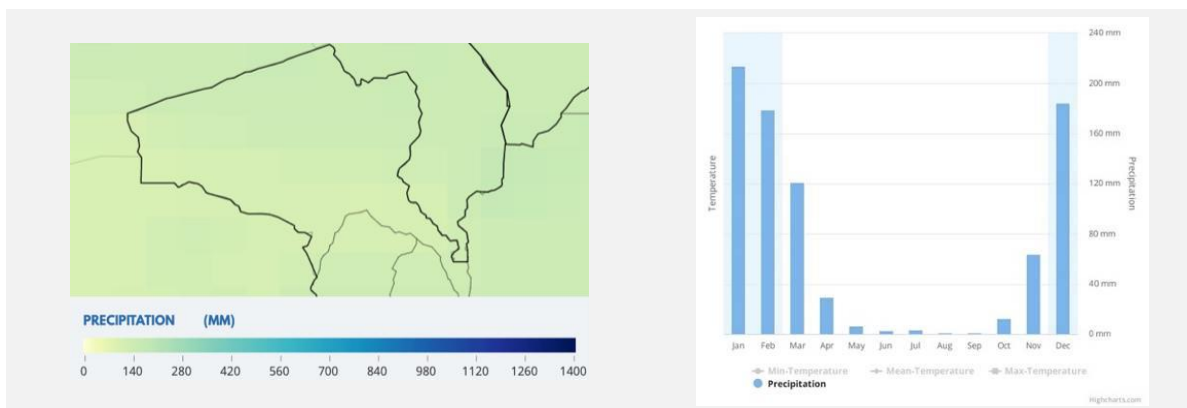 PRECIPITATION (MM)
0 140 280 420 560 700 840 980 1120 1260 1400
240 mm
200 mm
160 mm
120 mm
80 mm
40 mm
0 mm
Temperature
Precipitation
Jan Feb Mar Apr May Jun Jul Aug Sep Oct Nov Dec
Min-Temperature Mean-Temperature Max-Temperature
Precipitation
Highcharts.com